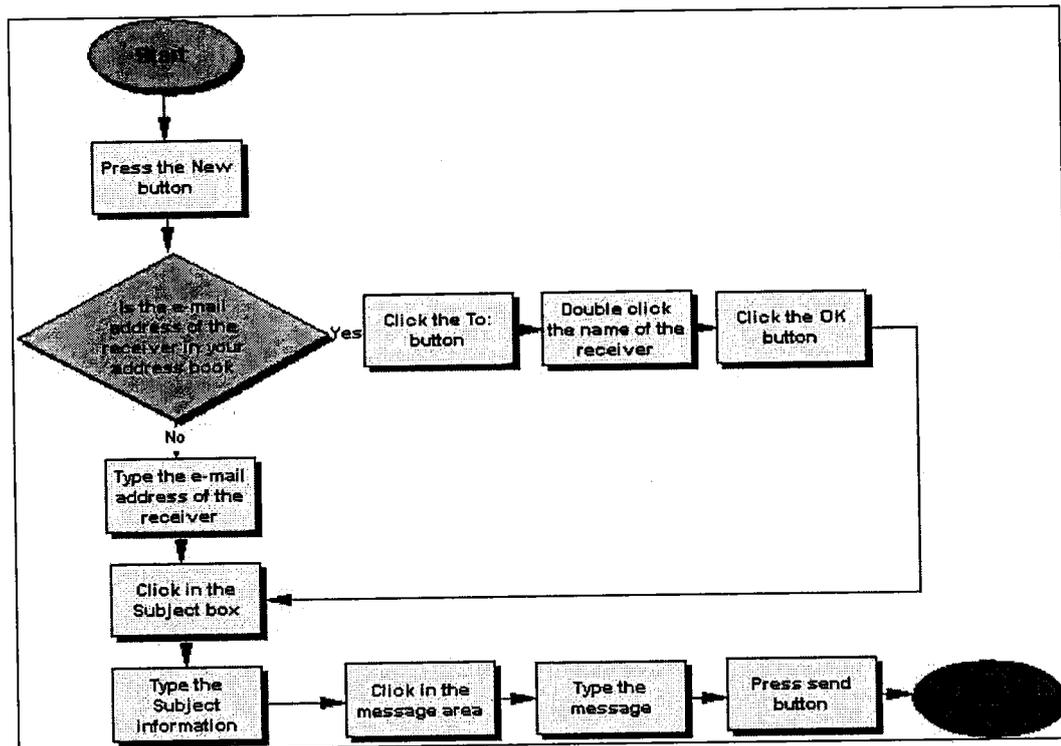 Start
Press the New
button
Is the e-mail
address of the
receiver in your
address book
Yes
Click the To:
button
Double click
the name of the
receiver
Click the OK
button
No
Type the e-mail
address of the
receiver
Click in the
Subject box
Type the
Subject
information
Click in the
message area
Type the
message
Press send
button